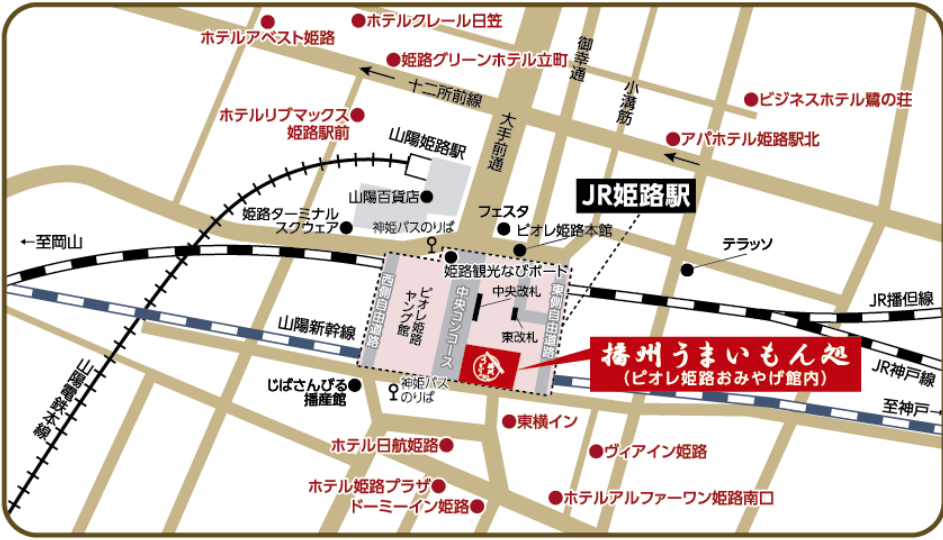 ホテルクレール日笠
ホテルアベスト姫路
姫路グリーンホテル立町
御幸通
小溝筋
十二所前線
大手前通
ビジネスホテル鷺の荘
ホテルリブマックス
姫路駅前
山陽姫路駅
アパホテル姫路駅北
JR姫路駅
山陽百貨店
姫路ターミナル
スクウェア
神姫バスのりば
フェスタ
ピオレ姫路本館
テラッソ
←至岡山
姫路観光なびポート
西側自由通路
ピオレ姫路
ヤング館
中央コンコース
中央改札
東改札
東側自由通路
JR播但線
山陽新幹線
播州うまいもん処
(ピオレ姫路おみやげ館内)
JR神戸線
至神戸→
山陽電鉄本線
じばさんびる
播産館
神姫バス
のりば
東横イン
ホテル日航姫路
ヴィアイン姫路
ホテル姫路プラザ
ドーミーイン姫路
ホテルアルファーワン姫路南口